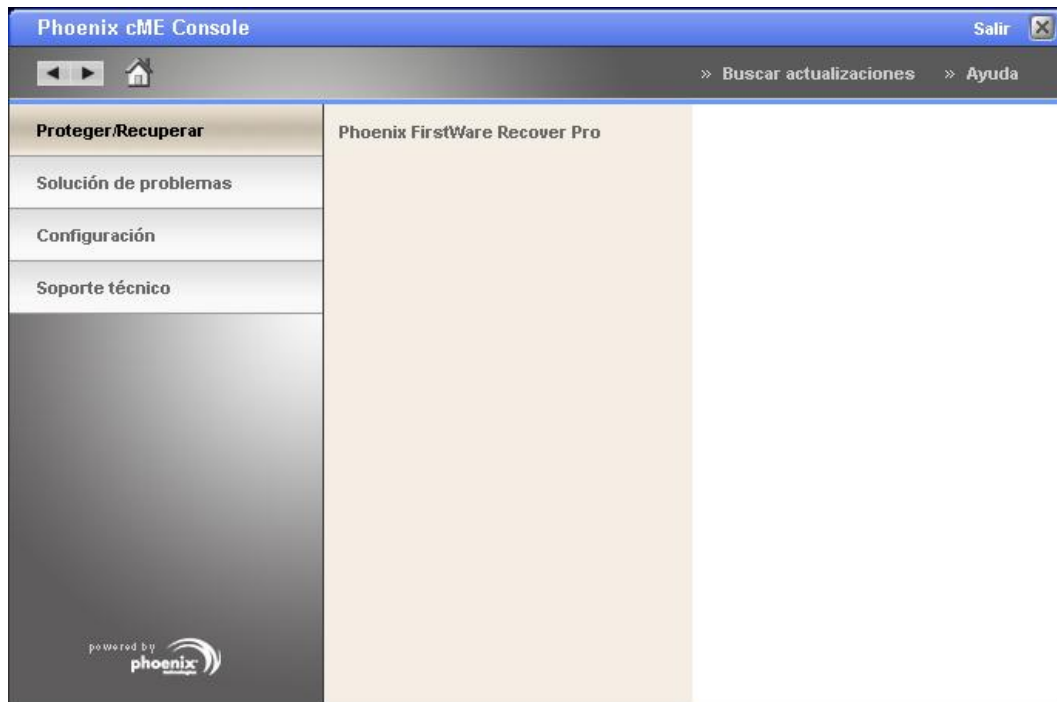 Phoenix cME Console
Salir
» Buscar actualizaciones » Ayuda
Proteger/Recuperar
Phoenix FirstWare Recover Pro
Solución de problemas
Configuración
Soporte técnico
powered by
phoenix